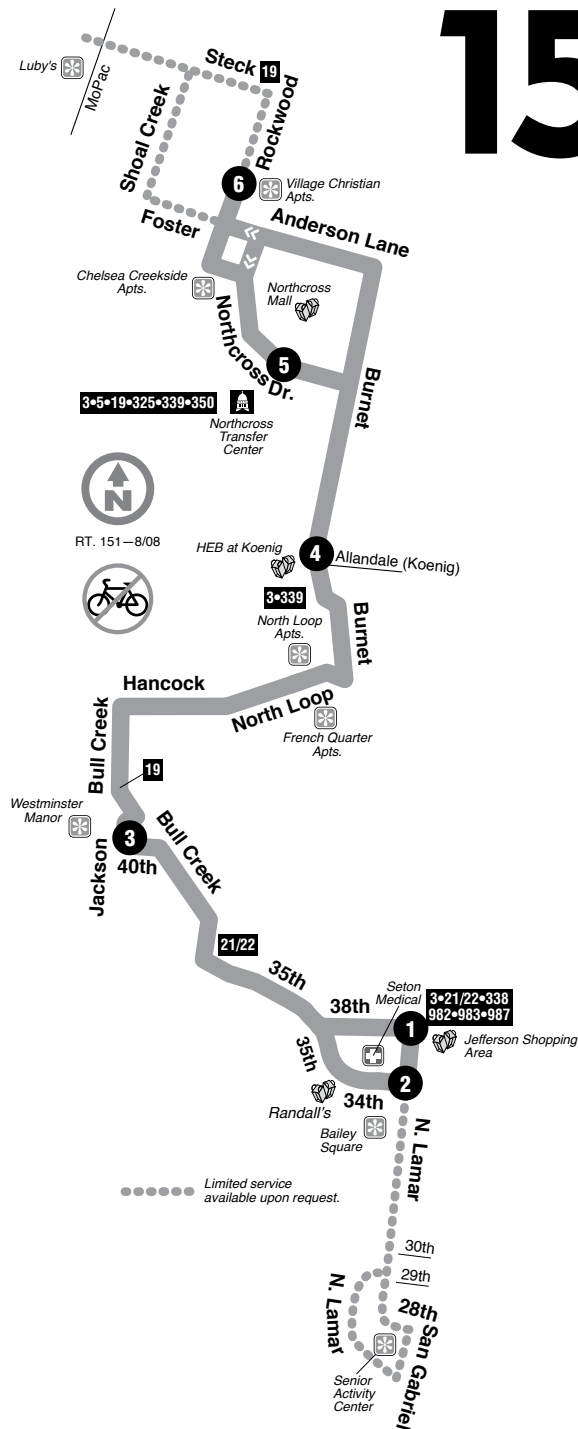 15
Luby's
MoPac
Steck 19
Rockwood
Shoal Creek
6
Village Christian
Apts.
Foster
Anderson Lane
Chelsea Creekside
Apts.
Northcross
Mall
Northcross Dr.
5
Burnet
3•5•19•325•339•350
Northcross
Transfer
Center
N
RT. 151—8/08
HEB at Koenig
4
Allandale (Koenig)
3•339
North Loop
Apts.
Burnet
Hancock
North Loop
French Quarter
Apts.
Bull Creek
19
Westminster
Manor
3
Jackson
40th
Bull Creek
21/22
35th
38th
Seton
Medical
3•21/22•338
982•983•987
1
Jefferson Shopping
Area
35th
2
34th
Randall's
Bailey
Square
N. Lamar
Limited service
available upon request.
30th
29th
28th
N. Lamar
San Gabriel
Senior
Activity
Center